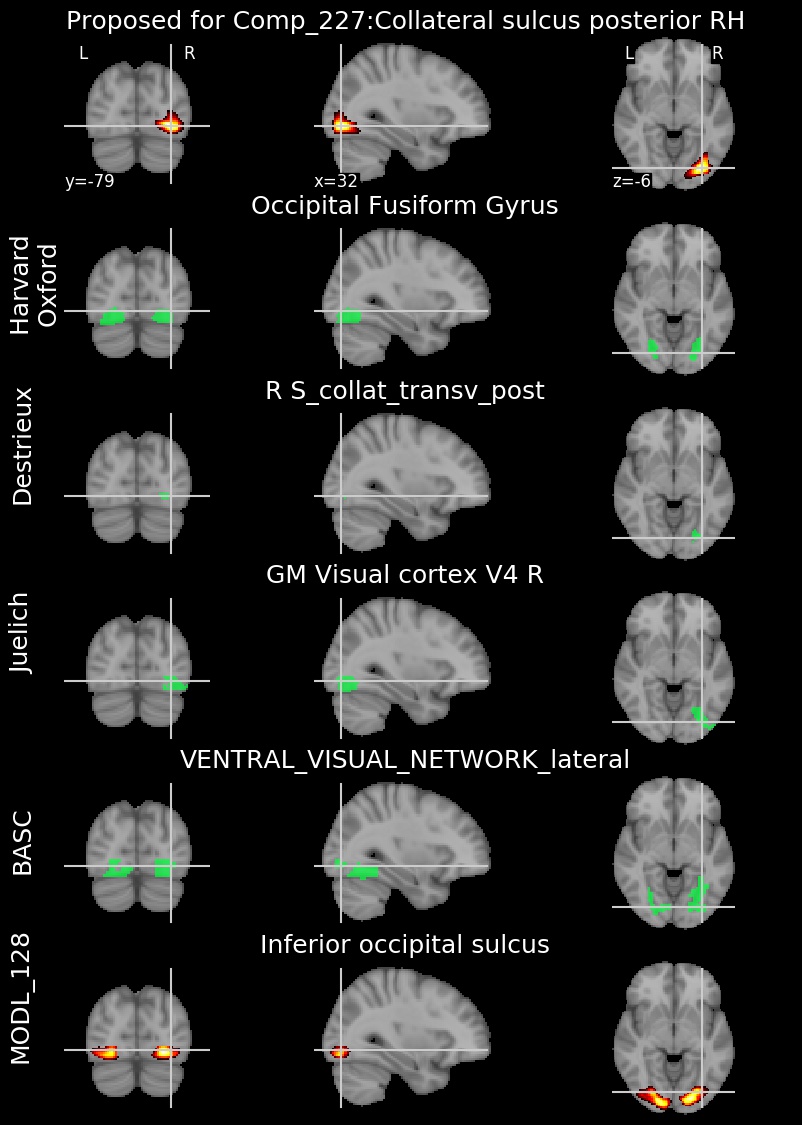 Proposed for Comp_227:Collateral sulcus posterior RH
L R L R
y=-79 x=32 z=-6
Occipital Fusiform Gyrus
Harvard
Oxford
R S_collat_transv_post
Destrieux
GM Visual cortex V4 R
Juelich
VENTRAL_VISUAL_NETWORK_lateral
BASC
Inferior occipital sulcus
MODL_128